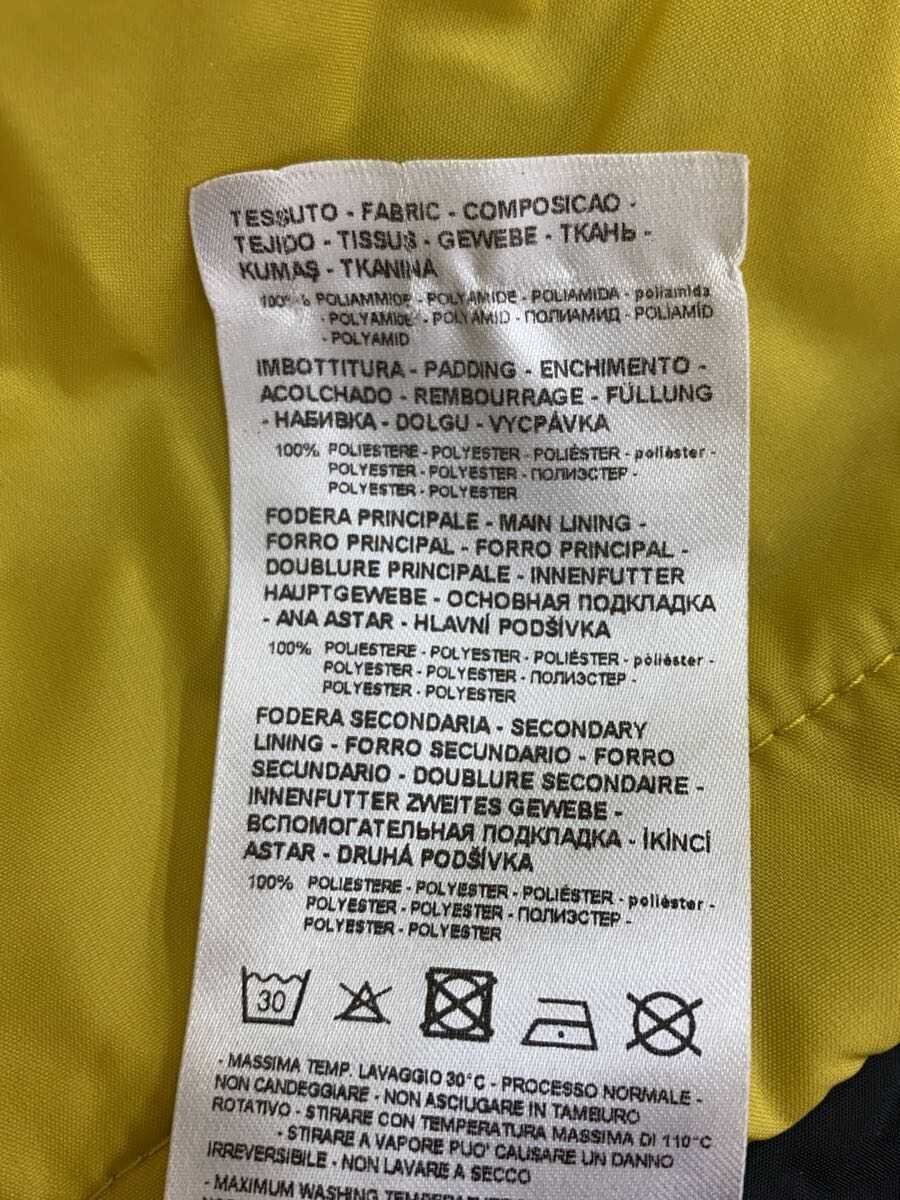 TESSUTO - FABRIC - COMPOSICAO -
TEJIDO - TISSUS - GEWEBE - ТКАНЬ -
KUMAŞ - TKANINA
100% POLIAMMIDE - POLYAMIDE - POLIAMIDA - poliamida
- POLYAMIDE - POLYAMID - ПОЛИАМИД - POLIAMİD
- POLYAMID
IMBOTTITURA - PADDING - ENCHIMENTO -
ACOLCHADO - REMBOURRAGE - FÜLLUNG
- НАБИВКА - DOLGU - VYCPÁVKA
100% POLIESTERE - POLYESTER - POLIÉSTER - poliéster -
POLYESTER - POLYESTER - ПОЛИЭСТЕР -
POLYESTER - POLYESTER
FODERA PRINCIPALE - MAIN LINING -
FORRO PRINCIPAL - FORRO PRINCIPAL -
DOUBLURE PRINCIPALE - INNENFUTTER
HAUPTGEWEBE - ОСНОВНАЯ ПОДКЛАДКА
- ANA ASTAR - HLAVNÍ PODŠÍVKA
100% POLIESTERE - POLYESTER - POLIÉSTER - poliéster -
POLYESTER - POLYESTER - ПОЛИЭСТЕР -
POLYESTER - POLYESTER
FODERA SECONDARIA - SECONDARY
LINING - FORRO SECUNDARIO - FORRO
SECUNDARIO - DOUBLURE SECONDAIRE -
INNENFUTTER ZWEITES GEWEBE -
ВСПОМОГАТЕЛЬНАЯ ПОДКЛАДКА - İKİNCİ
ASTAR - DRUHÁ PODŠÍVKA
100% POLIESTERE - POLYESTER - POLIÉSTER - poliéster -
POLYESTER - POLYESTER - ПОЛИЭСТЕР -
POLYESTER - POLYESTER
30
- MASSIMA TEMP. LAVAGGIO 30°C - PROCESSO NORMALE -
NON CANDEGGIARE - NON ASCIUGARE IN TAMBURO
ROTATIVO - STIRARE CON TEMPERATURA MASSIMA DI 110°C
- STIRARE A VAPORE PUO' CAUSARE UN DANNO
IRREVERSIBILE - NON LAVARE A SECCO
- MAXIMUM WASHING TEMPERATURE